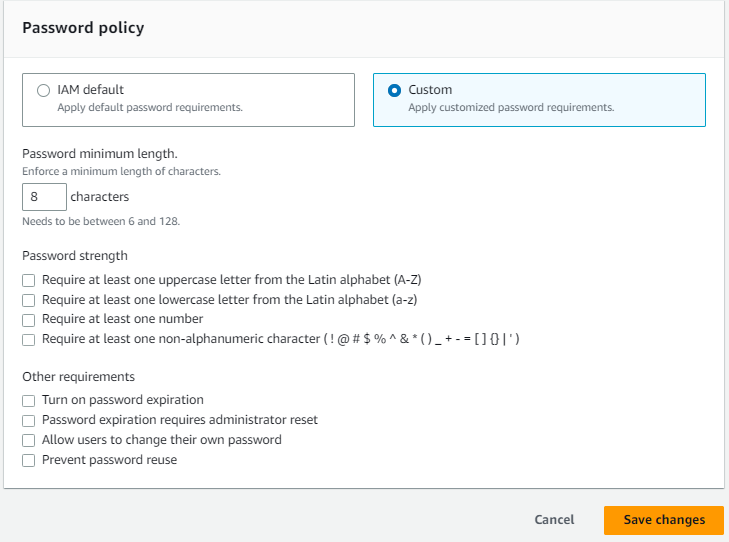 Password policy
IAM default
Apply default password requirements.
Custom
Apply customized password requirements.
Password minimum length.
Enforce a minimum length of characters.
8 characters
Needs to be between 6 and 128.
Password strength
Require at least one uppercase letter from the Latin alphabet (A-Z)
Require at least one lowercase letter from the Latin alphabet (a-z)
Require at least one number
Require at least one non-alphanumeric character ( ! @ # $ % ^ & * ( ) _ + - = [ ] {} | ' )
Other requirements
Turn on password expiration
Password expiration requires administrator reset
Allow users to change their own password
Prevent password reuse
Cancel
Save changes